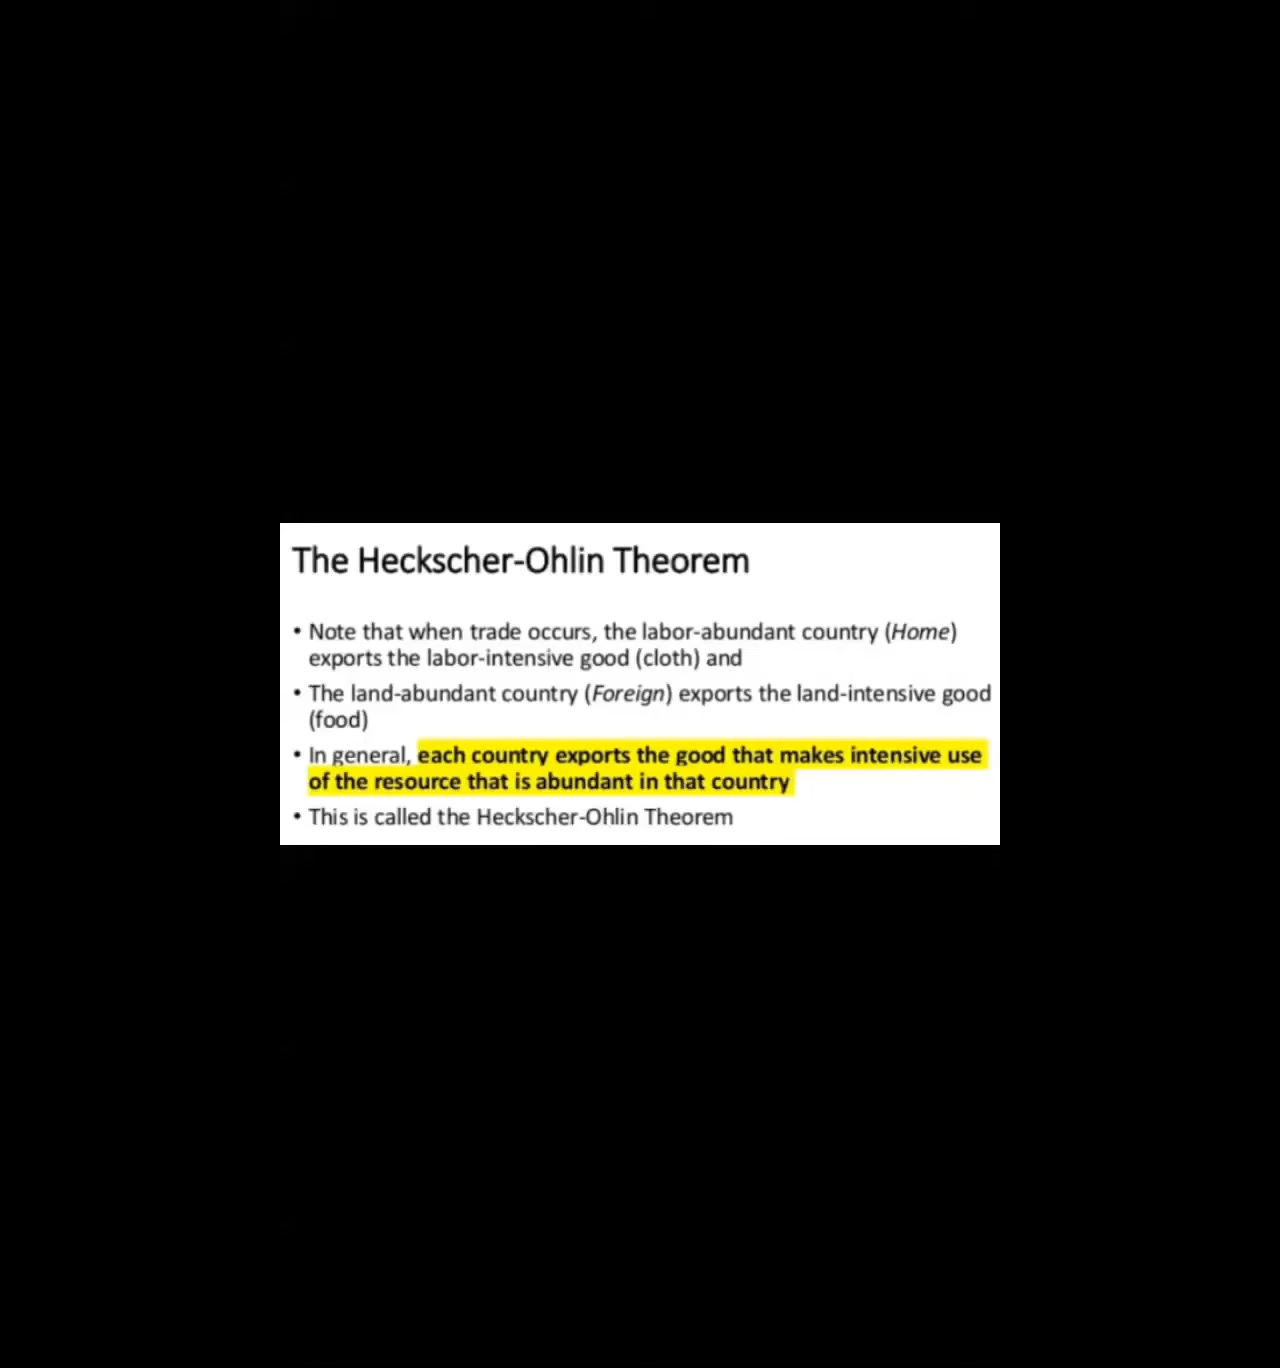 The Heckscher-Ohlin Theorem
• Note that when trade occurs, the labor-abundant country (Home)
exports the labor-intensive good (cloth) and
• The land-abundant country (Foreign) exports the land-intensive good
(food)
• In general, each country exports the good that makes intensive use
of the resource that is abundant in that country
• This is called the Heckscher-Ohlin Theorem